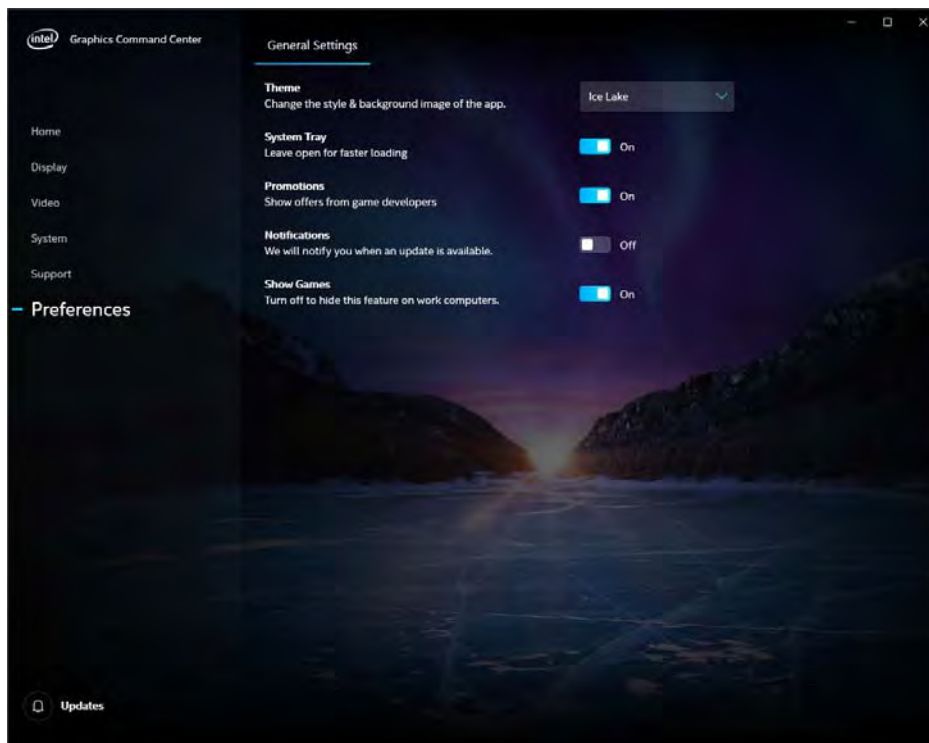 intel Graphics Command Center
General Settings
Theme
Change the style & background image of the app.
Ice Lake
System Tray
Leave open for faster loading
On
Promotions
Show offers from game developers
On
Notifications
We will notify you when an update is available.
Off
Show Games
Turn off to hide this feature on work computers.
On
Home
Display
Video
System
Support
Preferences
Updates